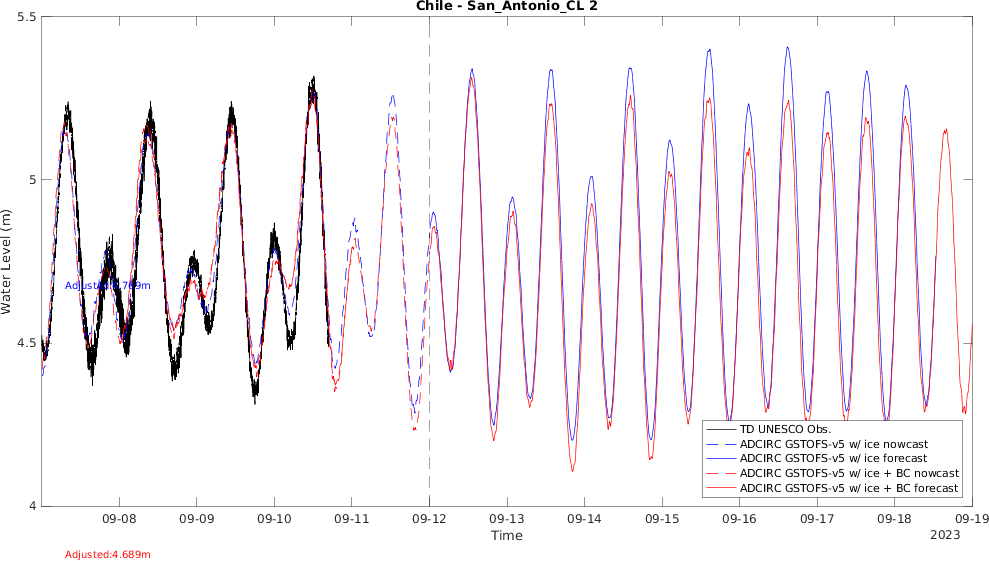 Chile - San_Antonio_CL 2
Water Level (m)
5.5
5
4.5
4
09-08
09-09
09-10
09-11
09-12
09-13
09-14
09-15
09-16
09-17
09-18
09-19
Time
2023
TD UNESCO Obs.
ADCIRC GSTOFS-v5 w/ ice nowcast
ADCIRC GSTOFS-v5 w/ ice forecast
ADCIRC GSTOFS-v5 w/ ice + BC nowcast
ADCIRC GSTOFS-v5 w/ ice + BC forecast
Adjusted:4.689m